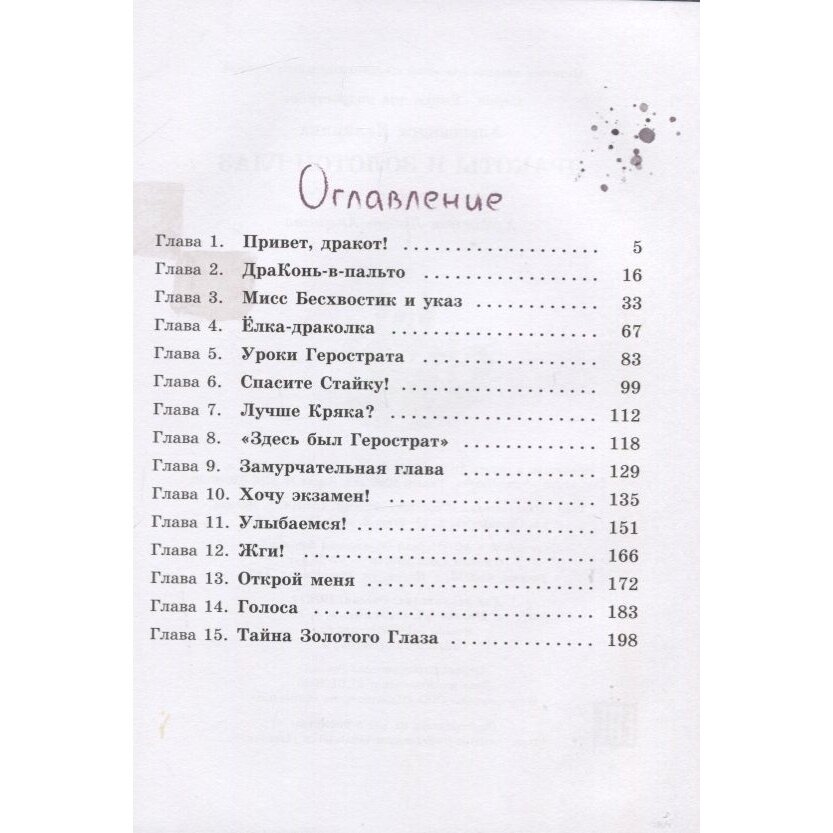 Оглавление
Глава 1. Привет, дракот! .................... 5
Глава 2. ДраКонь-в-пальто .................. 16
Глава 3. Мисс Бесхвостик и указ ............. 33
Глава 4. Ёлка-драколка ..................... 67
Глава 5. Уроки Герострата .................. 83
Глава 6. Спасите Стайку! .................... 99
Глава 7. Лучше Кряка? ..................... 112
Глава 8. «Здесь был Герострат» .............. 118
Глава 9. Замурчательная глава .............. 129
Глава 10. Хочу экзамен! ..................... 135
Глава 11. Улыбаемся! ........................ 151
Глава 12. Жги! .............................. 166
Глава 13. Открой меня ....................... 172
Глава 14. Голоса ............................ 183
Глава 15. Тайна Золотого Глаза ............... 198